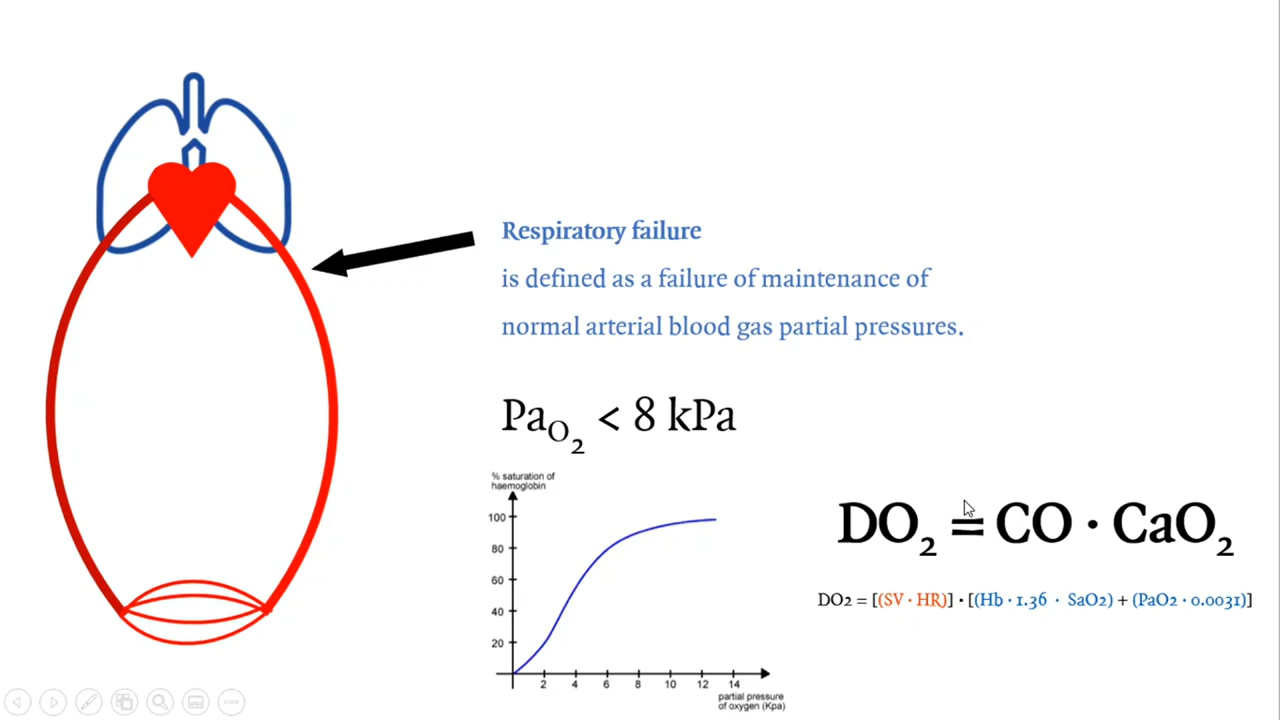 Respiratory failure
is defined as a failure of maintenance of
normal arterial blood gas partial pressures.
PaO₂ < 8 kPa
% saturation of
haemoglobin
100
80
60
40
20
2 4 6 8 10 12 14
partial pressure
of oxygen (Kpa)
DO₂ = CO · CaO₂
DO2 = [(SV · HR)] · [(Hb · 1.36 · SaO2) + (PaO2 · 0.0031)]